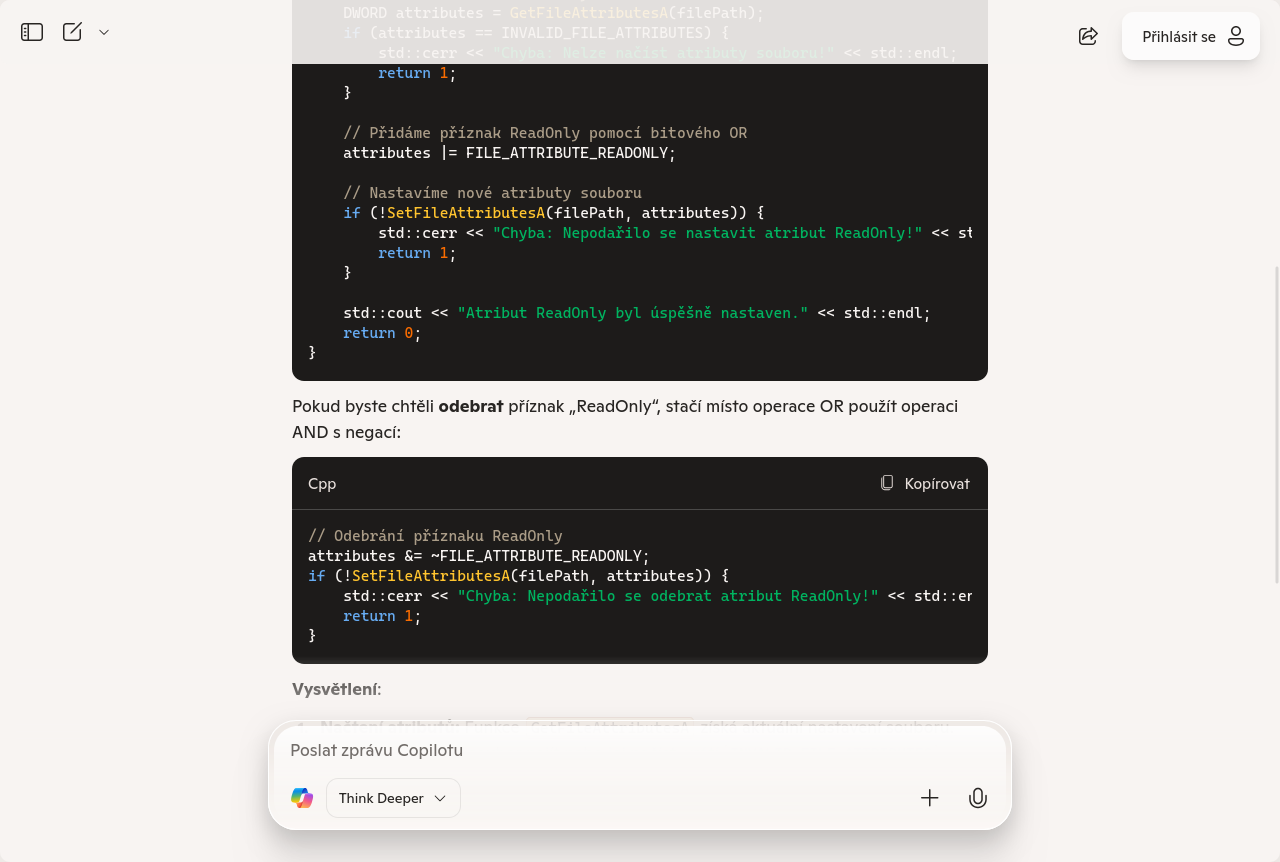 DWORD attributes = GetFileAttributesA(filePath);
if (attributes == INVALID_FILE_ATTRIBUTES) {
std::cerr << "Chyba: Nelze načíst atributy souboru!" << std::endl;
Přihlásit se
return 1;
}
// Přidáme příznak ReadOnly pomocí bitového OR
attributes |= FILE_ATTRIBUTE_READONLY;
// Nastavíme nové atributy souboru
if (!SetFileAttributesA(filePath, attributes)) {
std::cerr << "Chyba: Nepodařilo se nastavit atribut ReadOnly!" << st
return 1;
}
std::cout << "Atribut ReadOnly byl úspěšně nastaven." << std::endl;
return 0;
}
Pokud byste chtěli odebrat příznak „ReadOnly“, stačí místo operace OR použít operaci
AND s negací:
Cpp
Kopírovat
// Odebrání příznaku ReadOnly
attributes &= ~FILE_ATTRIBUTE_READONLY;
if (!SetFileAttributesA(filePath, attributes)) {
std::cerr << "Chyba: Nepodařilo se odebrat atribut ReadOnly!" << std::en
return 1;
}
Vysvětlení:
Poslat zprávu Copilotu
Think Deeper